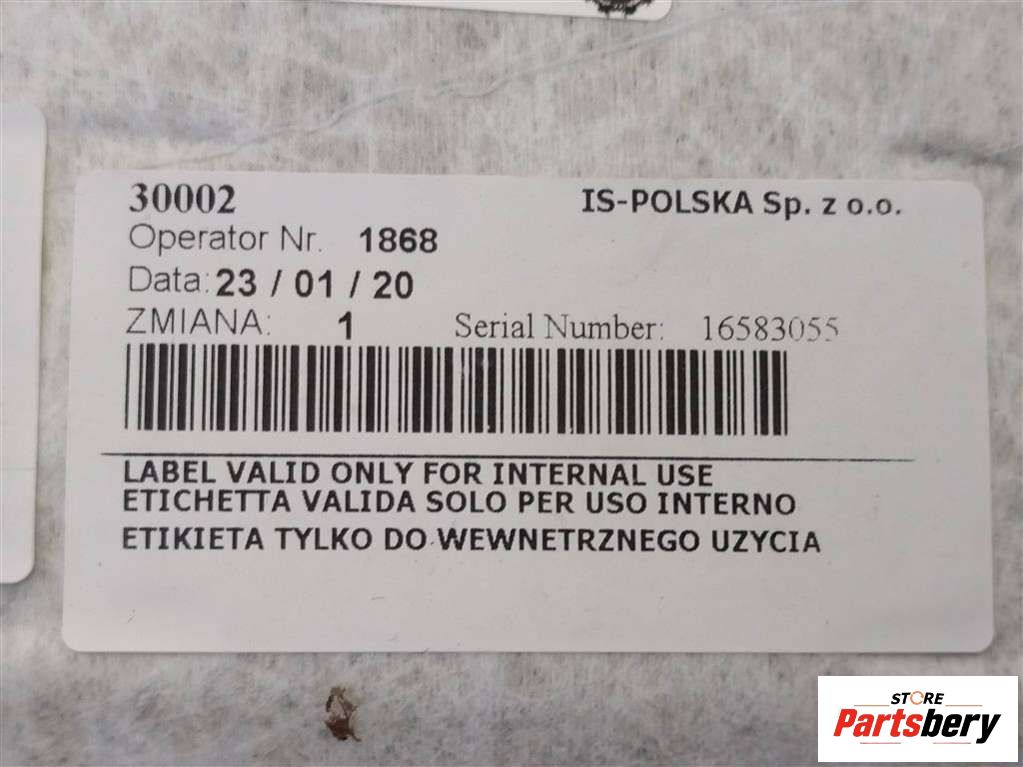 30002 IS-POLSKA Sp. z o.o.
Operator Nr. 1868
Data: 23 / 01 / 20
ZMIANA: 1 Serial Number: 16583055
LABEL VALID ONLY FOR INTERNAL USE
ETICHETTA VALIDA SOLO PER USO INTERNO
ETIKIETA TYLKO DO WEWNETRZNEGO UZYCIA
STORE
Partsbery